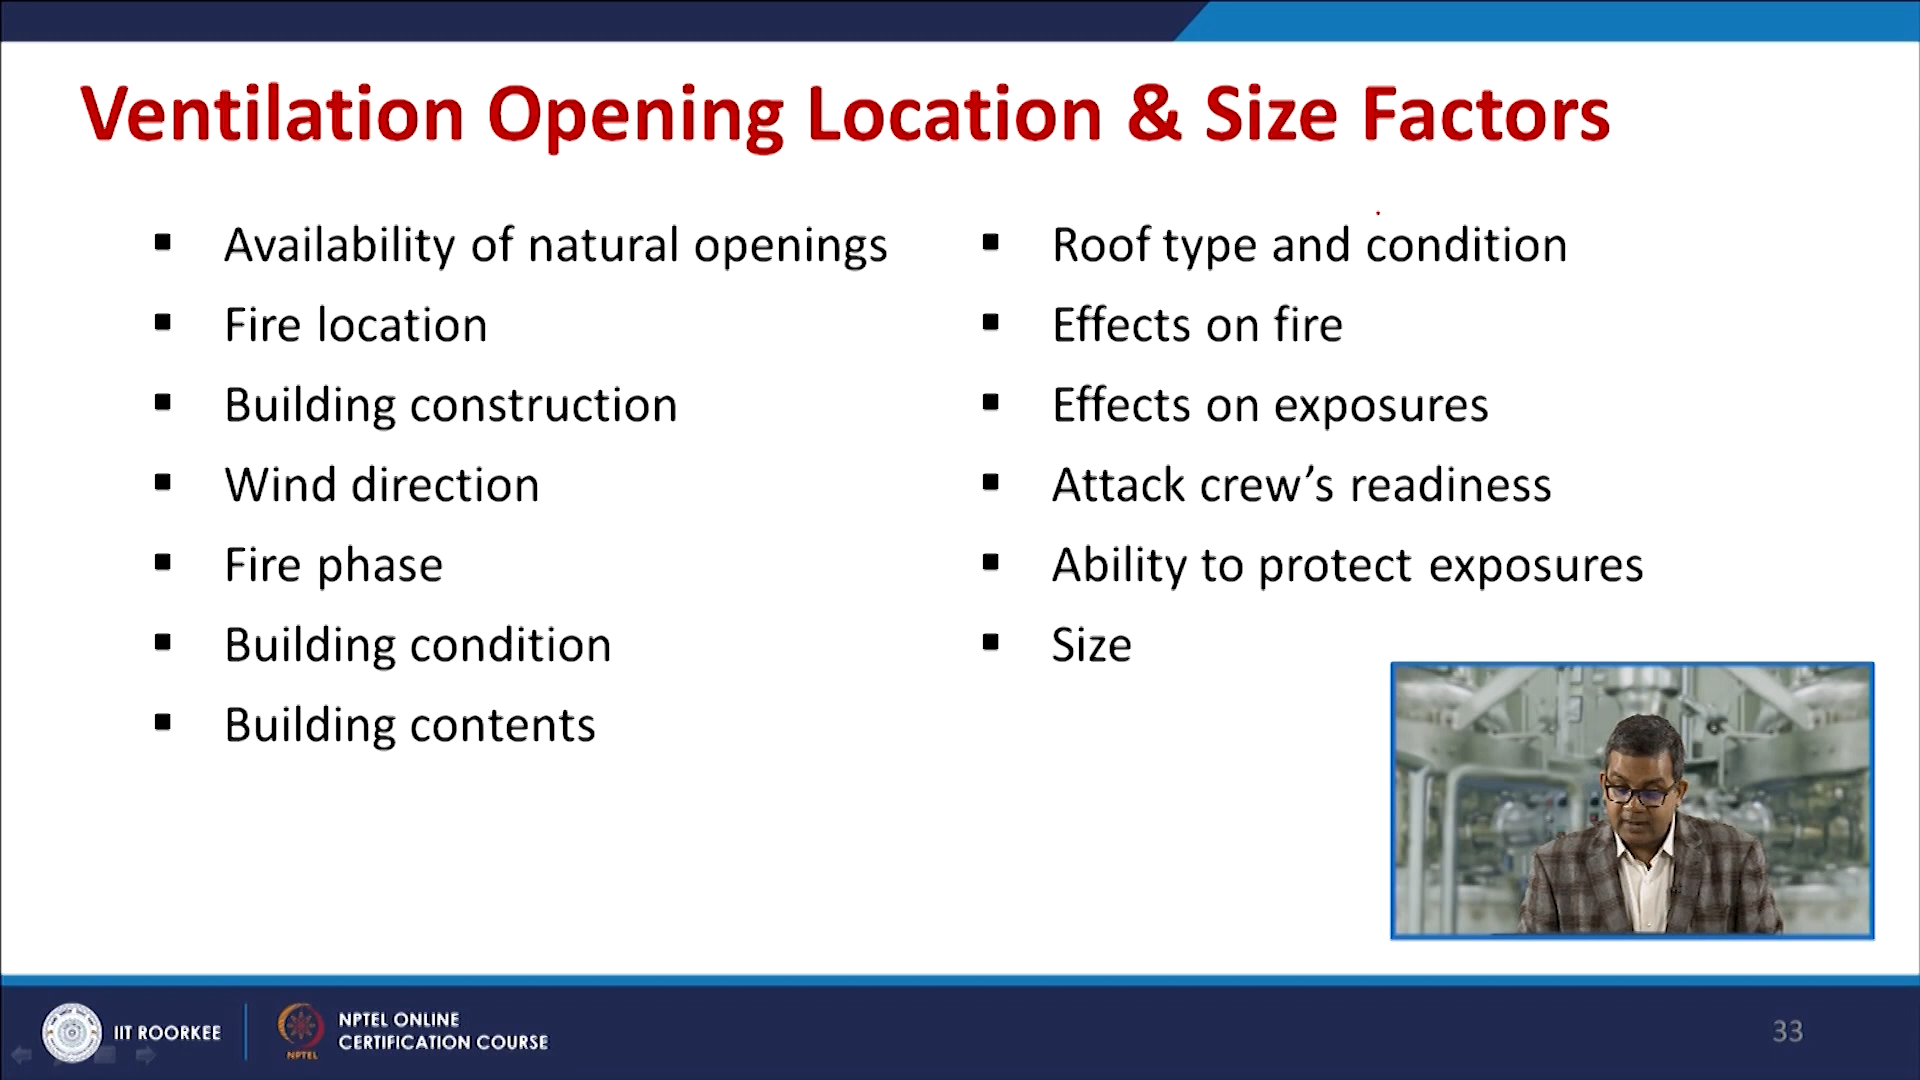 Ventilation Opening Location & Size Factors
Availability of natural openings
Fire location
Building construction
Wind direction
Fire phase
Building condition
Building contents
Roof type and condition
Effects on fire
Effects on exposures
Attack crew’s readiness
Ability to protect exposures
Size
IIT ROORKEE
NPTEL
NPTEL ONLINE
CERTIFICATION COURSE
33